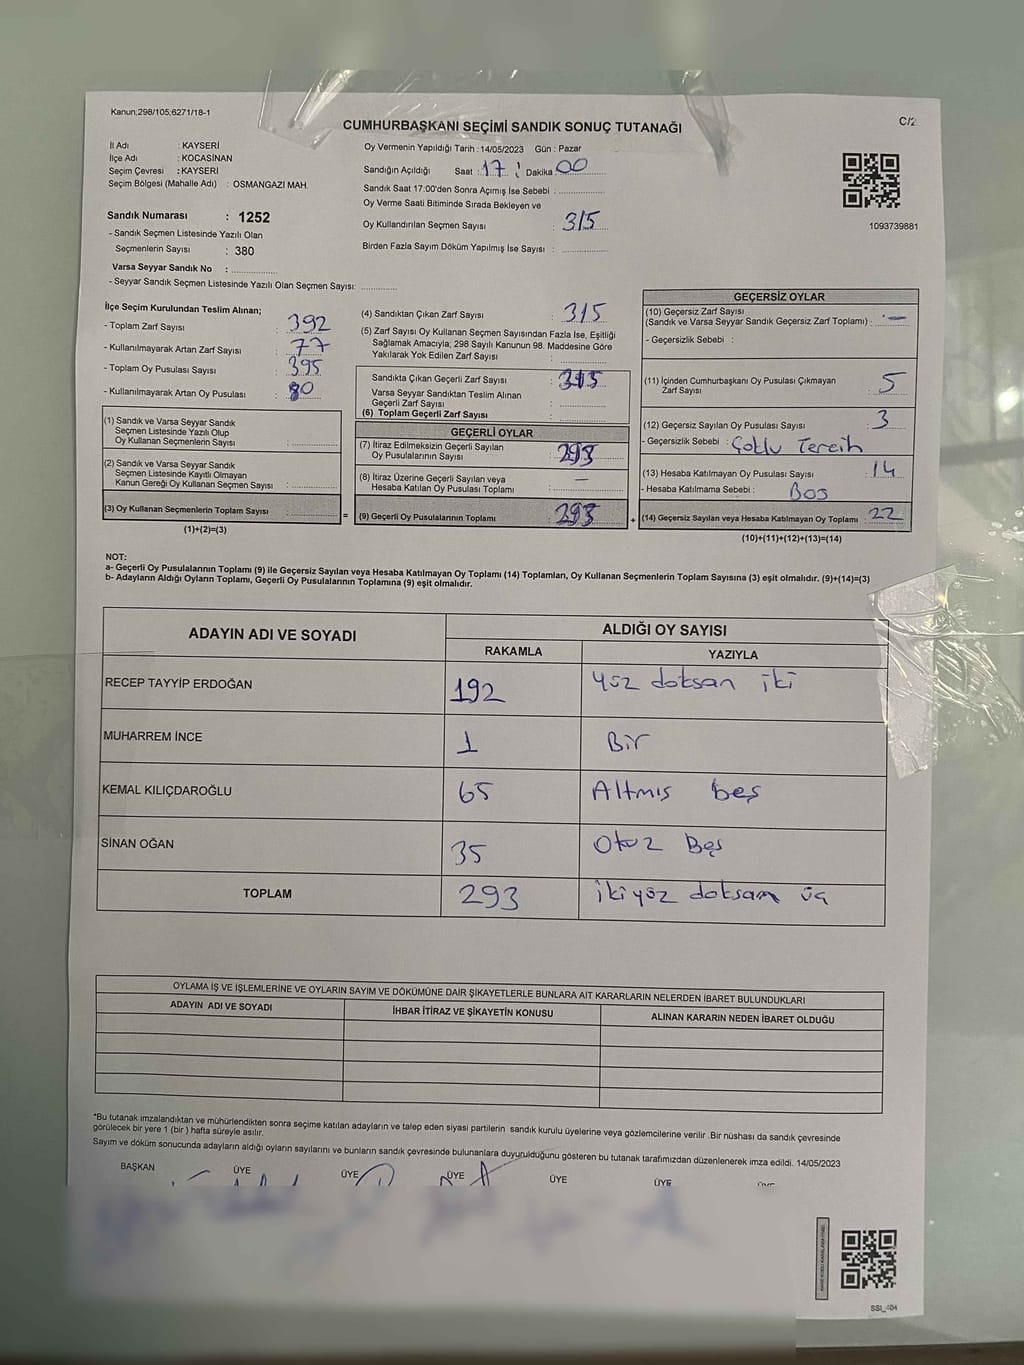 Kanun;298/105;6271/18-1
C/2
CUMHURBAŞKANI SEÇİMİ SANDIK SONUÇ TUTANAĞI
İl Adı : KAYSERİ
İlçe Adı : KOCASİNAN
Seçim Çevresi : KAYSERİ
Seçim Bölgesi (Mahalle Adı) : OSMANGAZI MAH.
Sandık Numarası : 1252
- Sandık Seçmen Listesinde Yazılı Olan
Seçmenlerin Sayısı : 380
Varsa Seyyar Sandık No : ..............
- Seyyar Sandık Seçmen Listesinde Yazılı Olan Seçmen Sayısı: ............
Oy Vermenin Yapıldığı Tarih : 14/05/2023 Gün : Pazar
Sandığın Açıldığı Saat : 17 : Dakika 00
Sandık Saat 17:00'den Sonra Açımış İse Sebebi : ..............
Oy Verme Saati Bitiminde Sırada Bekleyen ve
Oy Kullandırılan Seçmen Sayısı : 315
Birden Fazla Sayım Döküm Yapılmış İse Sayısı : ..............
1093739881
İlçe Seçim Kurulundan Teslim Alınan;
- Toplam Zarf Sayısı : 392
- Kullanılmayarak Artan Zarf Sayısı : 77
- Toplam Oy Pusulası Sayısı : 395
- Kullanılmayarak Artan Oy Pusulası : 80
(1) Sandık ve Varsa Seyyar Sandık
Seçmen Listesinde Yazılı Olup
Oy Kullanan Seçmenlerin Sayısı : ..............
(2) Sandık ve Varsa Seyyar Sandık
Seçmen Listesinde Kayıtlı Olmayan
Kanun Gereği Oy Kullanan Seçmen Sayısı : ..............
(3) Oy Kullanan Seçmenlerin Toplam Sayısı : ..............
(1)+(2)=(3)
=
(4) Sandıktan Çıkan Zarf Sayısı : 315
(5) Zarf Sayısı Oy Kullanan Seçmen Sayısından Fazla İse, Eşitliği
Sağlamak Amacıyla; 298 Sayılı Kanunun 98. Maddesine Göre
Yakılarak Yok Edilen Zarf Sayısı : ..............
Sandıkta Çıkan Geçerli Zarf Sayısı : 315
Varsa Seyyar Sandıktan Teslim Alınan
Geçerli Zarf Sayısı : ..............
(6) Toplam Geçerli Zarf Sayısı : ..............
GEÇERLİ OYLAR
(7) İtiraz Edilmeksizin Geçerli Sayılan
Oy Pusulalarının Sayısı : 293
(8) İtiraz Üzerine Geçerli Sayılan veya
Hesaba Katılan Oy Pusulası Toplamı : —
(9) Geçerli Oy Pusulalarının Toplamı : 293
+
GEÇERSİZ OYLAR
(10) Geçersiz Zarf Sayısı
(Sandık ve Varsa Seyyar Sandık Geçersiz Zarf Toplamı) : —
- Geçersizlik Sebebi :
(11) İçinden Cumhurbaşkanı Oy Pusulası Çıkmayan
Zarf Sayısı : 5
(12) Geçersiz Sayılan Oy Pusulası Sayısı : 3
- Geçersizlik Sebebi : Çoklu Tercih
(13) Hesaba Katılmayan Oy Pusulası Sayısı : 14
- Hesaba Katılmama Sebebi : Boş
(14) Geçersiz Sayılan veya Hesaba Katılmayan Oy Toplamı : 22
(10)+(11)+(12)+(13)=(14)
NOT:
a- Geçerli Oy Pusulalarının Toplamı (9) ile Geçersiz Sayılan veya Hesaba Katılmayan Oy Toplamı (14) Toplamları, Oy Kullanan Seçmenlerin Toplam Sayısına (3) eşit olmalıdır. (9)+(14)=(3)
b- Adayların Aldığı Oyların Toplamı, Geçerli Oy Pusulalarının Toplamına (9) eşit olmalıdır.
ADAYIN ADI VE SOYADI
ALDIĞI OY SAYISI
RAKAMLA YAZIYLA
RECEP TAYYİP ERDOĞAN 192 yüz doksan iki
MUHARREM İNCE 1 Bir
KEMAL KILIÇDAROĞLU 65 Altmış beş
SİNAN OĞAN 35 Otuz Beş
TOPLAM 293 iki yüz doksan üç
OYLAMA İŞ VE İŞLEMLERİNE VE OYLARIN SAYIM VE DÖKÜMÜNE DAİR ŞİKAYETLERLE BUNLARA AİT KARARLARIN NELERDEN İBARET BULUNDUKLARI
ADAYIN ADI VE SOYADI
İHBAR İTİRAZ VE ŞİKAYETİN KONUSU
ALINAN KARARIN NEDEN İBARET OLDUĞU
*Bu tutanak imzalandıktan ve mühürlendikten sonra seçime katılan adayların ve talep eden siyasi partilerin sandık kurulu üyelerine veya gözlemcilerine verilir .Bir nüshası da sandık çevresinde
görülecek bir yere 1 (bir ) hafta süreyle asılır.
Sayım ve döküm sonucunda adayların aldığı oyların sayılarını ve bunların sandık çevresinde bulunanlara duyurulduğunu gösteren bu tutanak tarafımızdan düzenlenerek imza edildi. 14/05/2023
BAŞKAN ÜYE ÜYE ÜYE ÜYE ÜYE
SSI_404